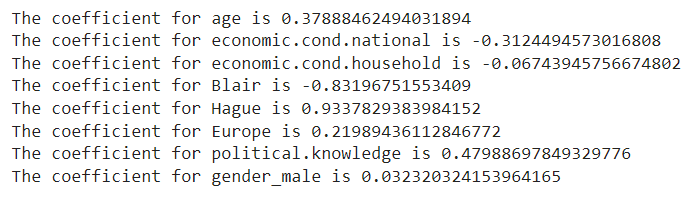 The coefficient for age is 0.37888462494031894
The coefficient for economic.cond.national is -0.3124494573016808
The coefficient for economic.cond.household is -0.06743945756674802
The coefficient for Blair is -0.83196751553409
The coefficient for Hague is 0.9337829383984152
The coefficient for Europe is 0.21989436112846772
The coefficient for political.knowledge is 0.47988697849329776
The coefficient for gender_male is 0.032320324153964165